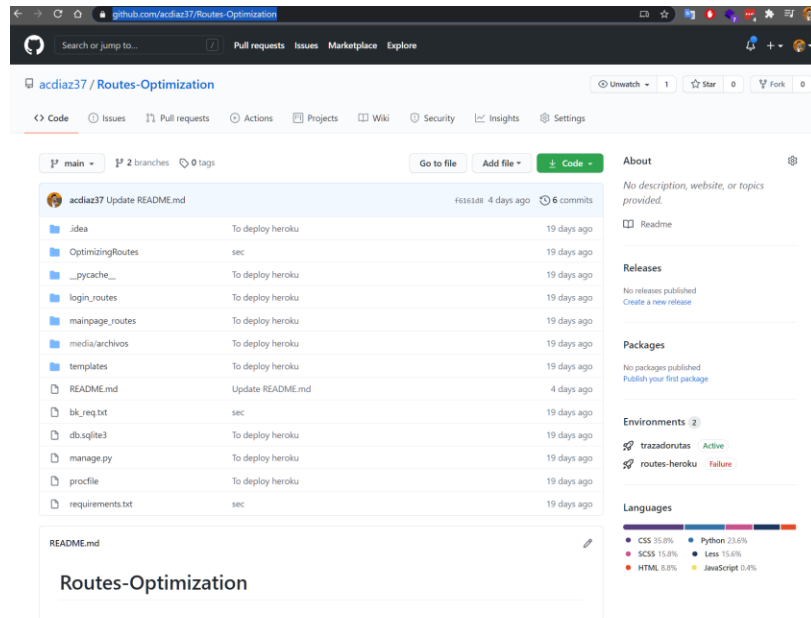 github.com/acdiaz37/Routes-Optimization
Search or jump to... / Pull requests Issues Marketplace Explore
acdiaz37 / Routes-Optimization
Unwatch 1 Star 0 Fork 0
Code Issues Pull requests Actions Projects Wiki Security Insights Settings
main 2 branches 0 tags Go to file Add file Code
acdiaz37 Update README.md f6161d8 4 days ago 6 commits
.idea To deploy heroku 19 days ago
OptimizingRoutes sec 19 days ago
__pycache__ To deploy heroku 19 days ago
login_routes To deploy heroku 19 days ago
mainpage_routes To deploy heroku 19 days ago
media/archivos To deploy heroku 19 days ago
templates To deploy heroku 19 days ago
README.md Update README.md 4 days ago
bk_req.txt sec 19 days ago
db.sqlite3 To deploy heroku 19 days ago
manage.py To deploy heroku 19 days ago
procfile To deploy heroku 19 days ago
requirements.txt sec 19 days ago
README.md
Routes-Optimization
About
No description, website, or topics
provided.
Readme
Releases
No releases published
Create a new release
Packages
No packages published
Publish your first package
Environments 2
trazadorutas Active
routes-heroku Failure
Languages
CSS 35.8% Python 23.6%
SCSS 15.8% Less 15.6%
HTML 8.8% JavaScript 0.4%